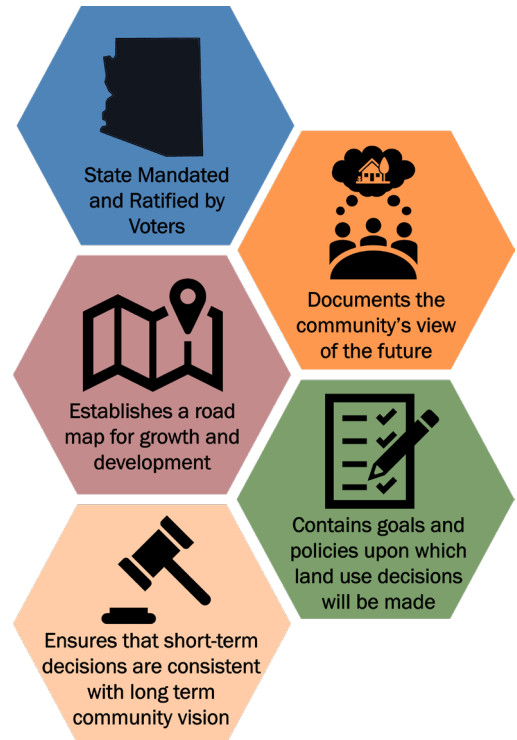 State Mandated
and Ratified by
Voters
Documents the
community's view
of the future
Establishes a road
map for growth and
development
Contains goals and
policies upon which
land use decisions
will be made
Ensures that short-term
decisions are consistent
with long term
community vision